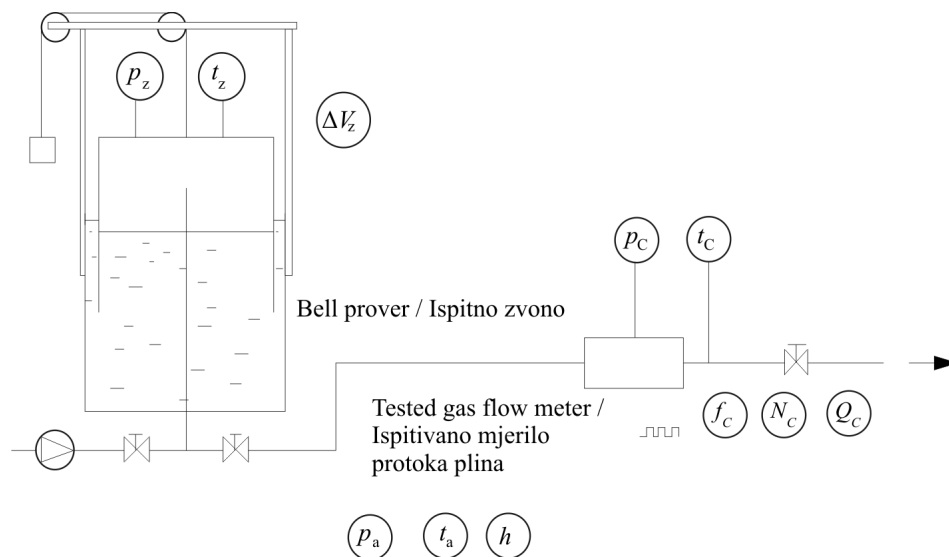 p_z
t_z
ΔV_z
p_C
t_C
Bell prover / Ispitno zvono
Tested gas flow meter /
Ispitivano mjerilo
protoka plina
f_C
N_C
Q_C
p_a
t_a
h